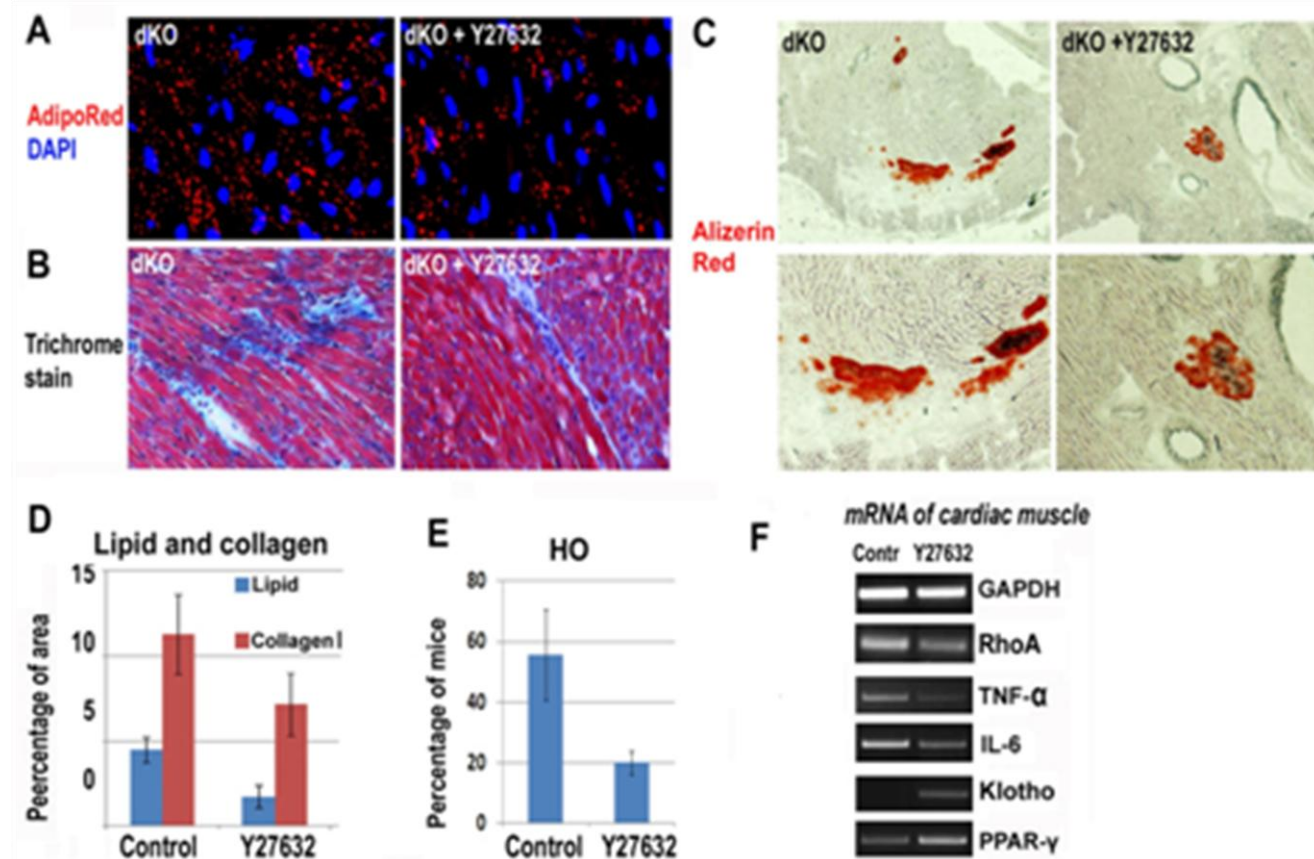 A
dKO
dKO + Y27632
AdipoRed
DAPI
B
dKO
dKO + Y27632
Trichrome
stain
C
dKO
dKO +Y27632
Alizerin
Red
D
Lipid and collagen
Peercentage of area
15
10
5
0
Lipid
Collagen I
Control
Y27632
E
HO
Percentage of mice
80
60
40
20
0
Control
Y27632
F
mRNA of cardiac muscle
Contr Y27632
GAPDH
RhoA
TNF-α
IL-6
Klotho
PPAR-γ